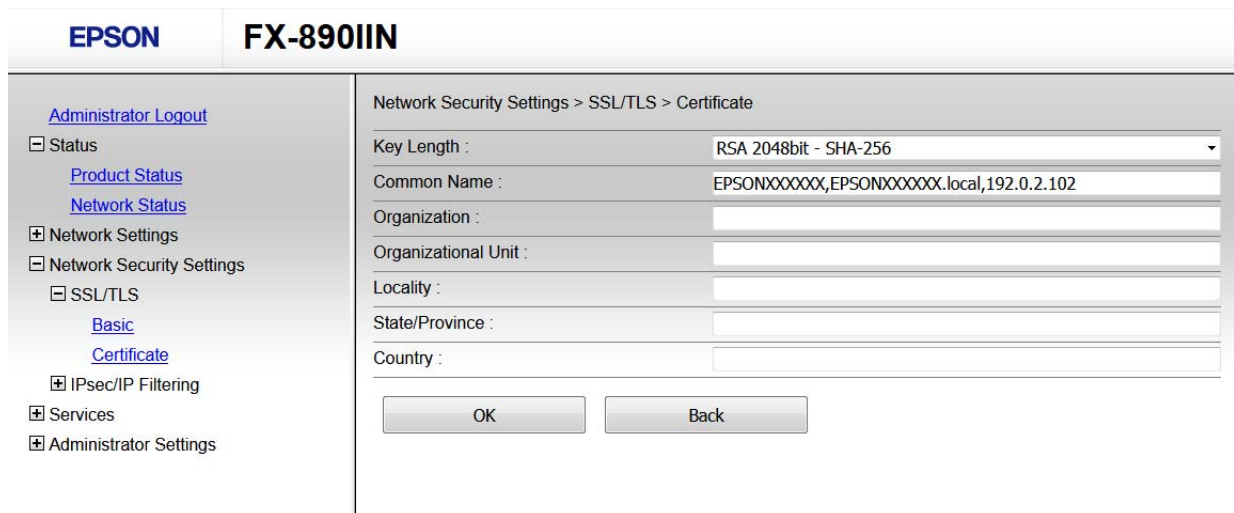 EPSON FX-890IIN
Administrator Logout
Status
Product Status
Network Status
Network Settings
Network Security Settings
SSL/TLS
Basic
Certificate
IPsec/IP Filtering
Services
Administrator Settings
Network Security Settings > SSL/TLS > Certificate
Key Length : RSA 2048bit - SHA-256
Common Name : EPSONXXXXXX,EPSONXXXXXX.local,192.0.2.102
Organization :
Organizational Unit :
Locality :
State/Province :
Country :
OK Back